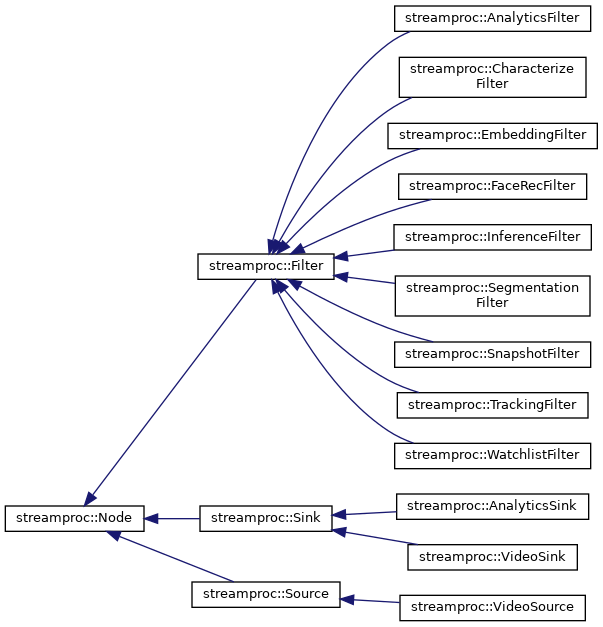 streamproc::AnalyticsFilter
streamproc::Characterize
Filter
streamproc::EmbeddingFilter
streamproc::FaceRecFilter
streamproc::InferenceFilter
streamproc::Filter
streamproc::Segmentation
Filter
streamproc::SnapshotFilter
streamproc::TrackingFilter
streamproc::WatchlistFilter
streamproc::Node
streamproc::Sink
streamproc::AnalyticsSink
streamproc::VideoSink
streamproc::Source
streamproc::VideoSource